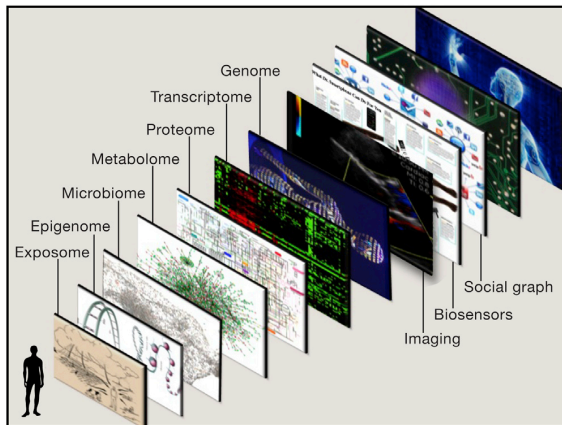 Genome
Transcriptome
Proteome
Metabolome
Microbiome
Epigenome
Exposome
Social graph
Biosensors
Imaging